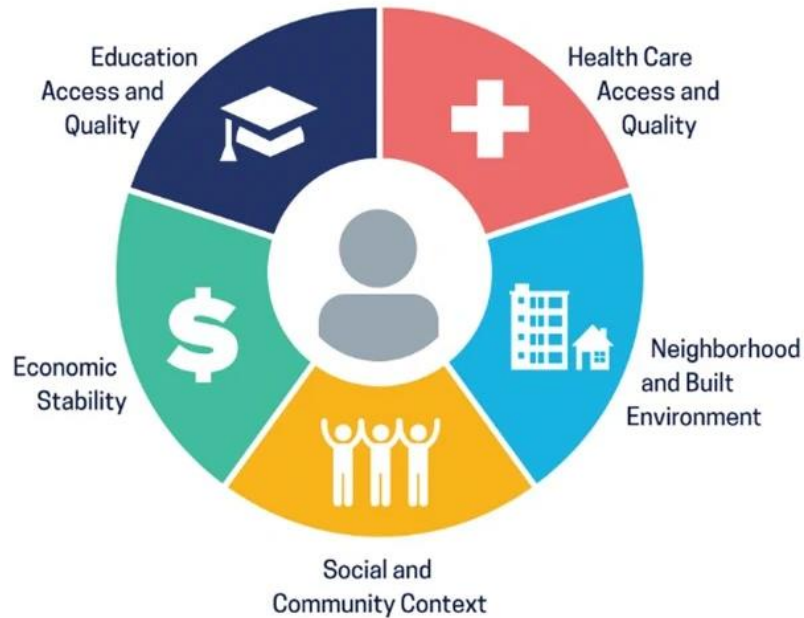 Education
Access and
Quality
Health Care
Access and
Quality
$
Economic
Stability
Neighborhood
and Built
Environment
Social and
Community Context